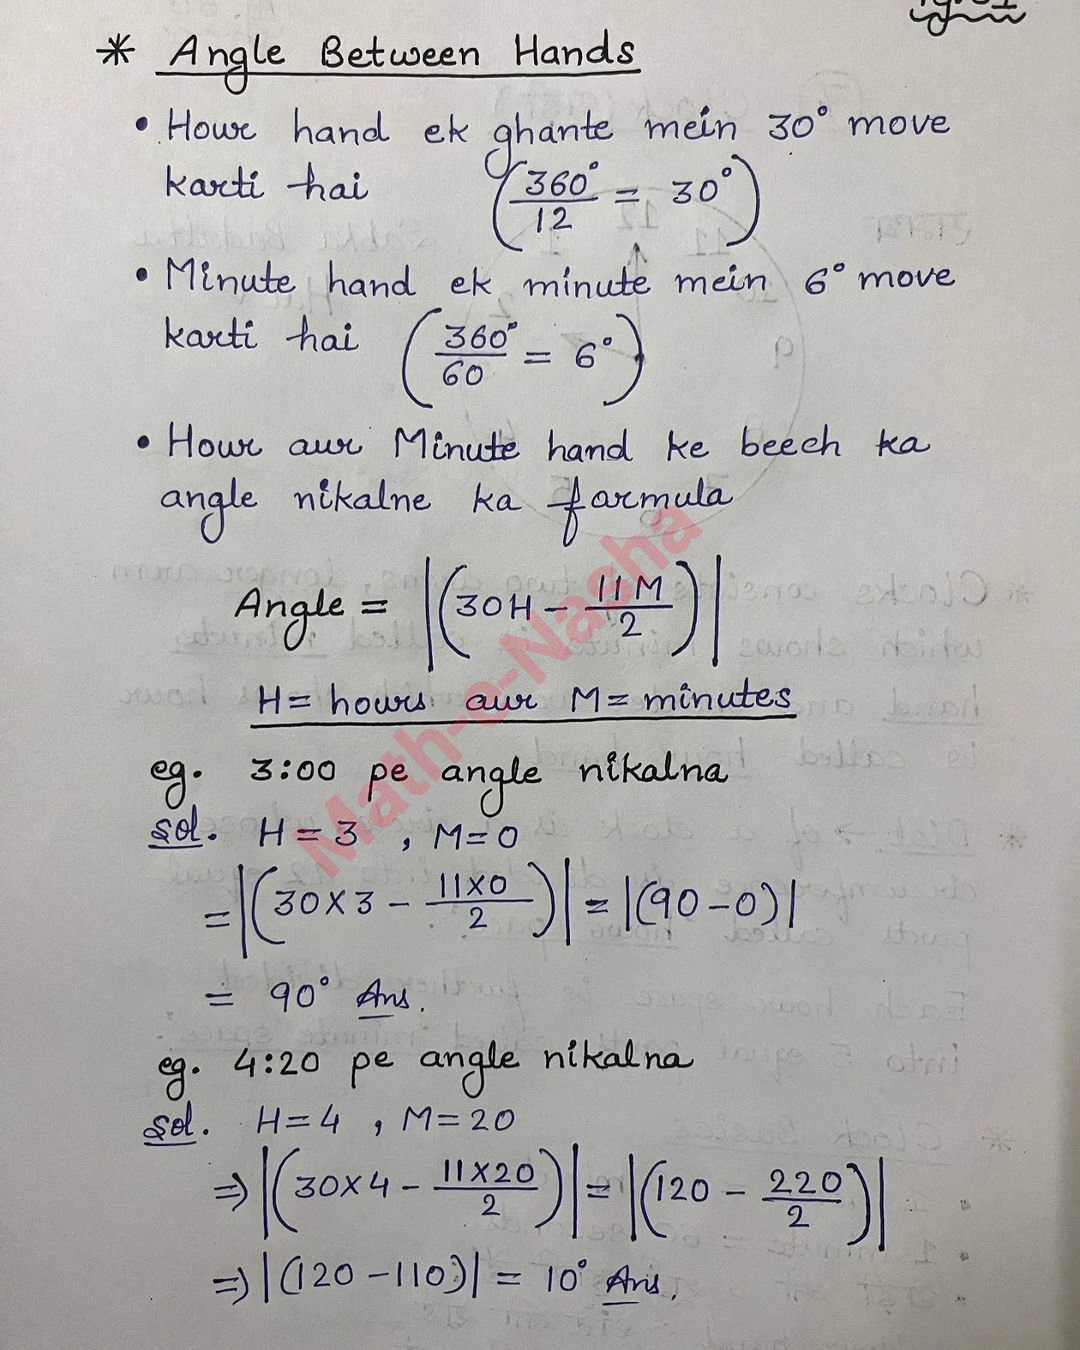 * Angle Between Hands
• Hour hand ek ghante mein 30° move
karti hai (360°/12 = 30°)
• Minute hand ek minute mein 6° move
karti hai (360°/60 = 6°)
• Hour aur Minute hand ke beech ka
angle nikalne ka farmula
Angle = |(30H - 11M/2)|
H = hours aur M = minutes
eg. 3:00 pe angle nikalna
Sol. H = 3 , M = 0
= |(30 X 3 - 11 X 0/2)| = |(90 - 0)|
= 90° Ans.
eg. 4:20 pe angle nikalna
Sol. H = 4 , M = 20
⇒ |(30 X 4 - 11 X 20/2)| = |(120 - 220/2)|
⇒ |(120 - 110)| = 10° Ans.
Math-e-Nasha